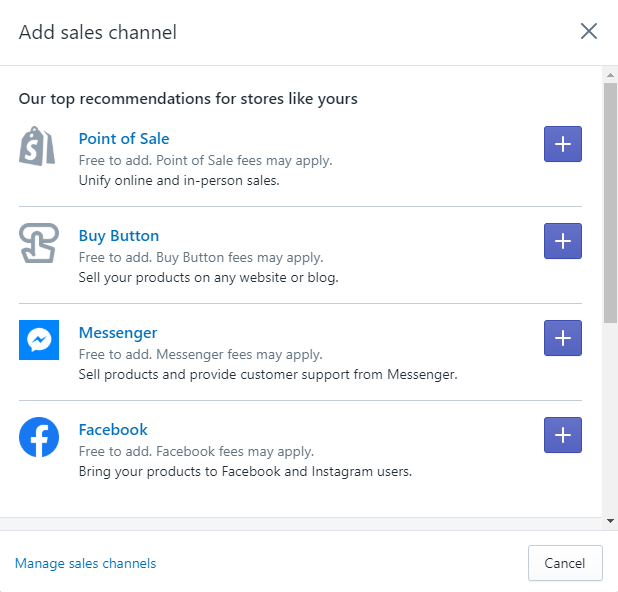 Add sales channel
Our top recommendations for stores like yours
Point of Sale
Free to add. Point of Sale fees may apply.
Unify online and in-person sales.
Buy Button
Free to add. Buy Button fees may apply.
Sell your products on any website or blog.
Messenger
Free to add. Messenger fees may apply.
Sell products and provide customer support from Messenger.
Facebook
Free to add. Facebook fees may apply.
Bring your products to Facebook and Instagram users.
Manage sales channels
Cancel